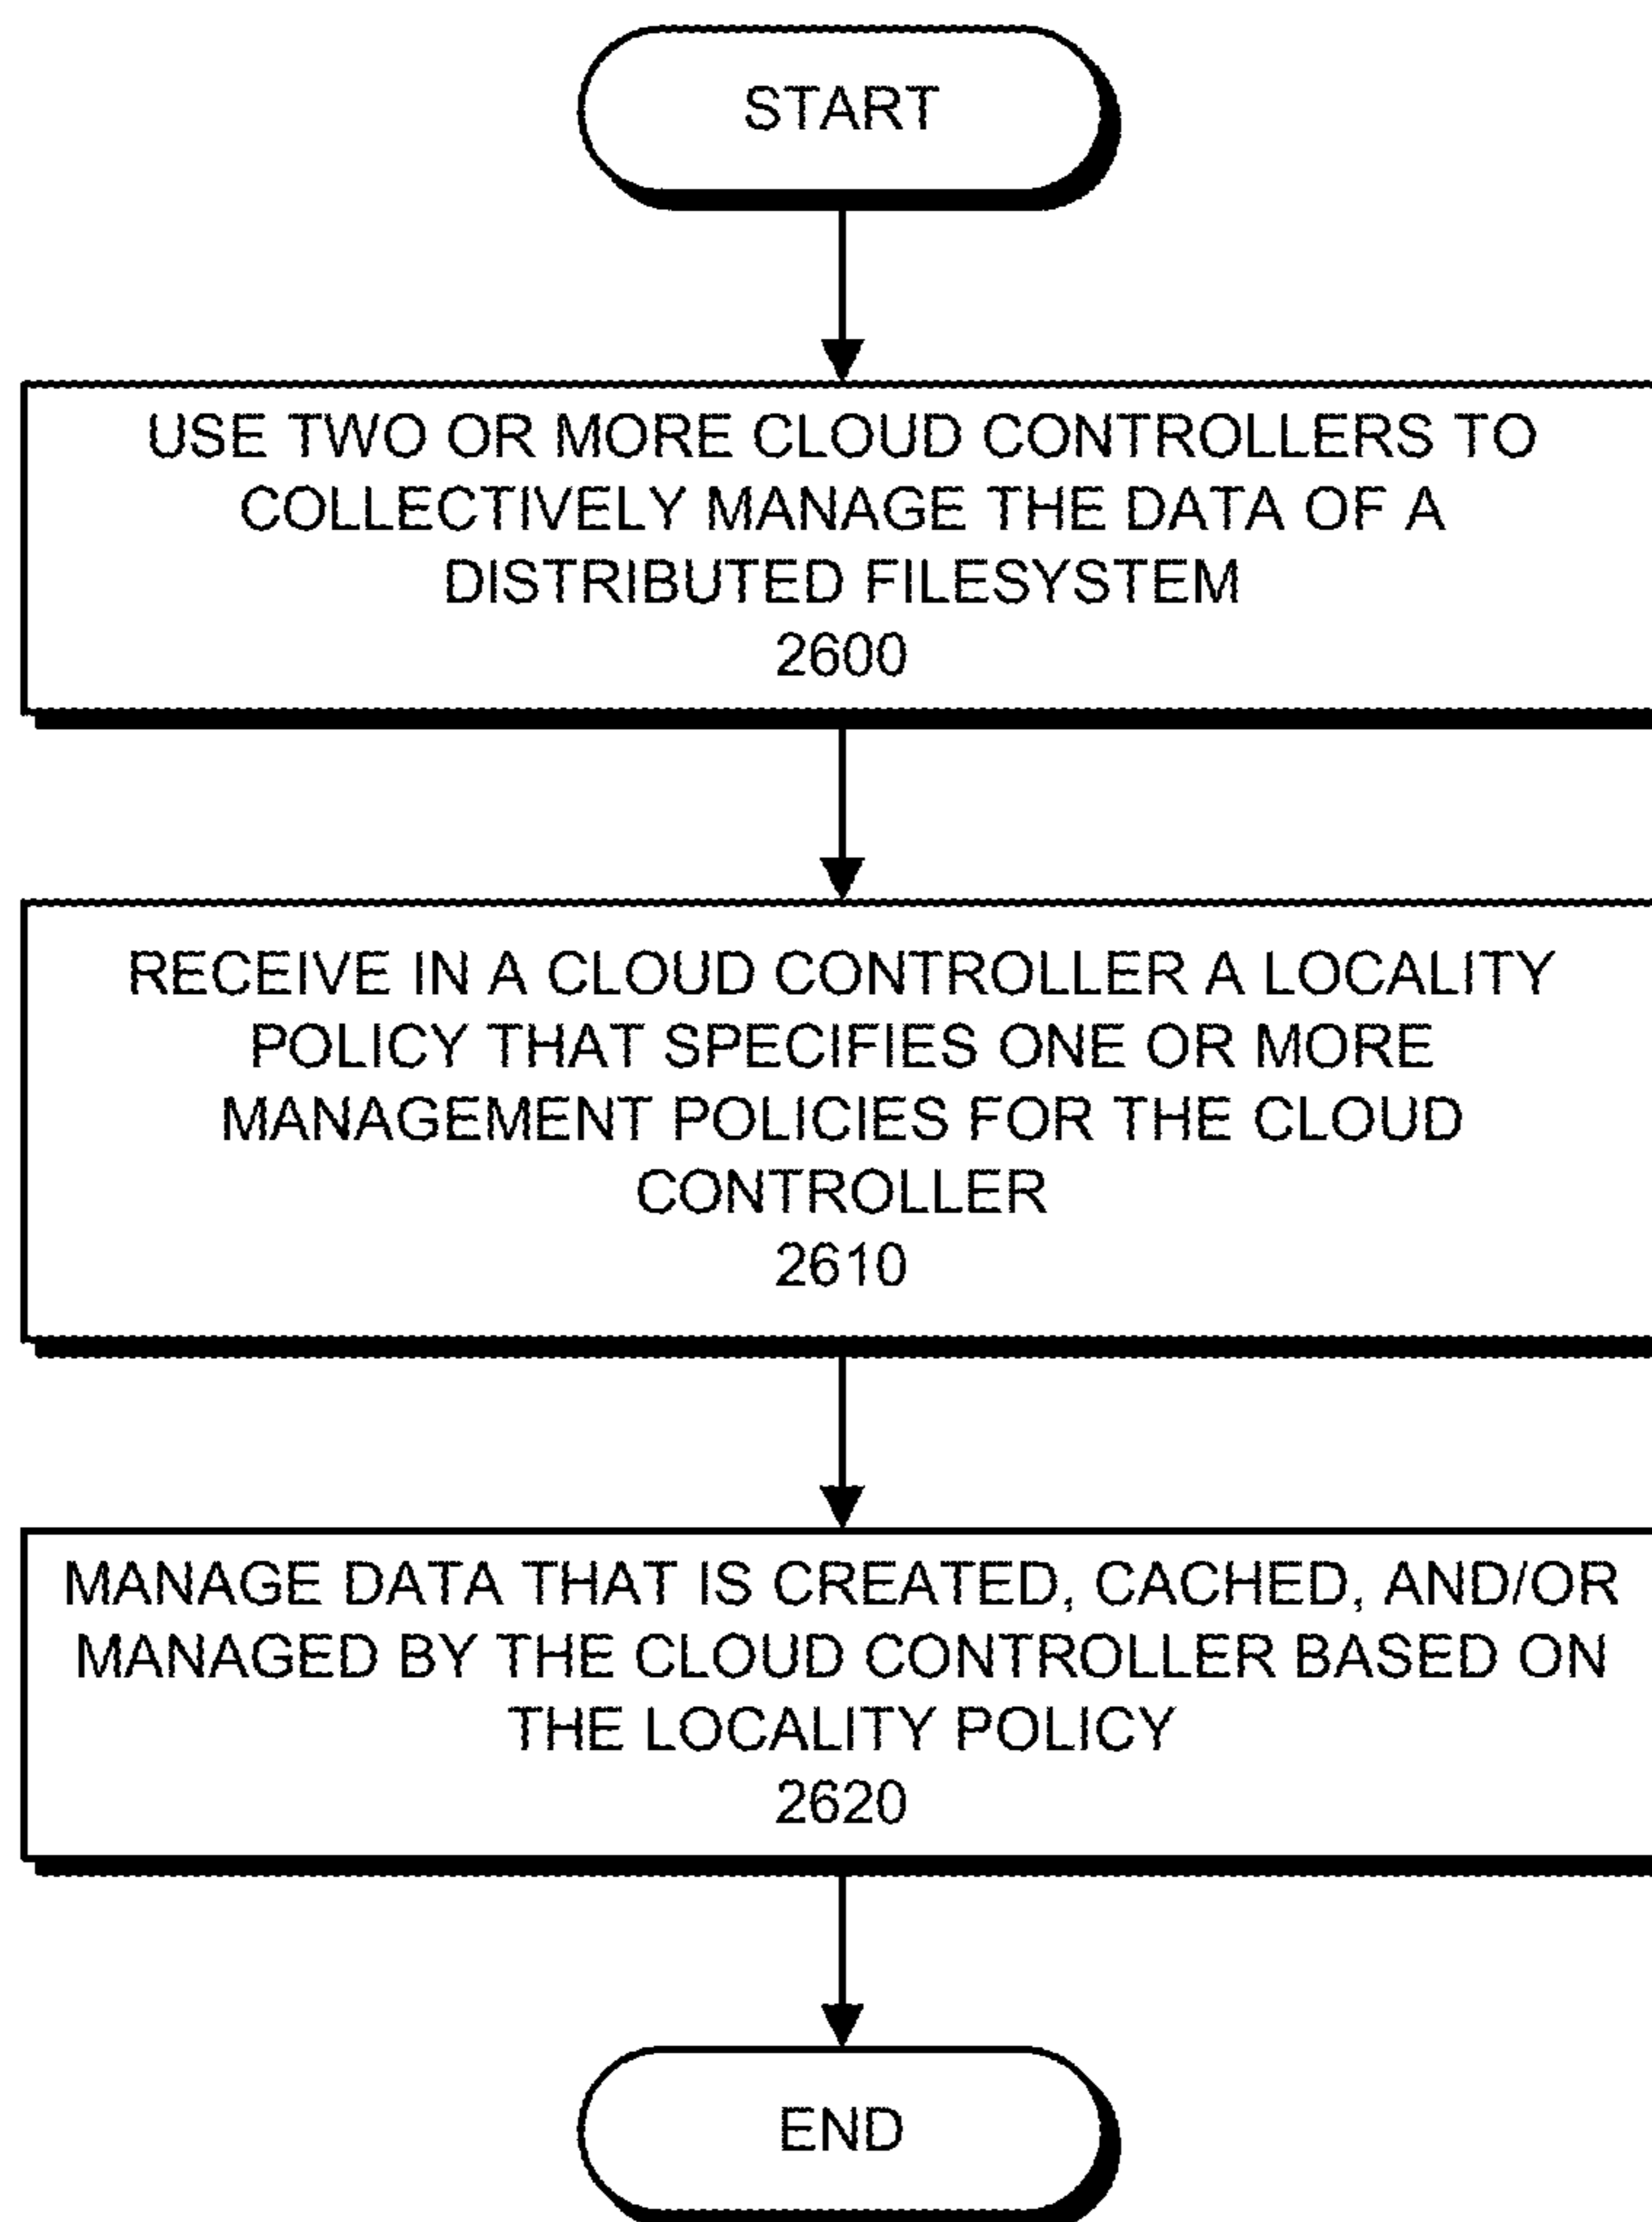 START
USE TWO OR MORE CLOUD CONTROLLERS TO
COLLECTIVELY MANAGE THE DATA OF A
DISTRIBUTED FILESYSTEM
2600
RECEIVE IN A CLOUD CONTROLLER A LOCALITY
POLICY THAT SPECIFIES ONE OR MORE
MANAGEMENT POLICIES FOR THE CLOUD
CONTROLLER
2610
MANAGE DATA THAT IS CREATED, CACHED, AND/OR
MANAGED BY THE CLOUD CONTROLLER BASED ON
THE LOCALITY POLICY
2620
END